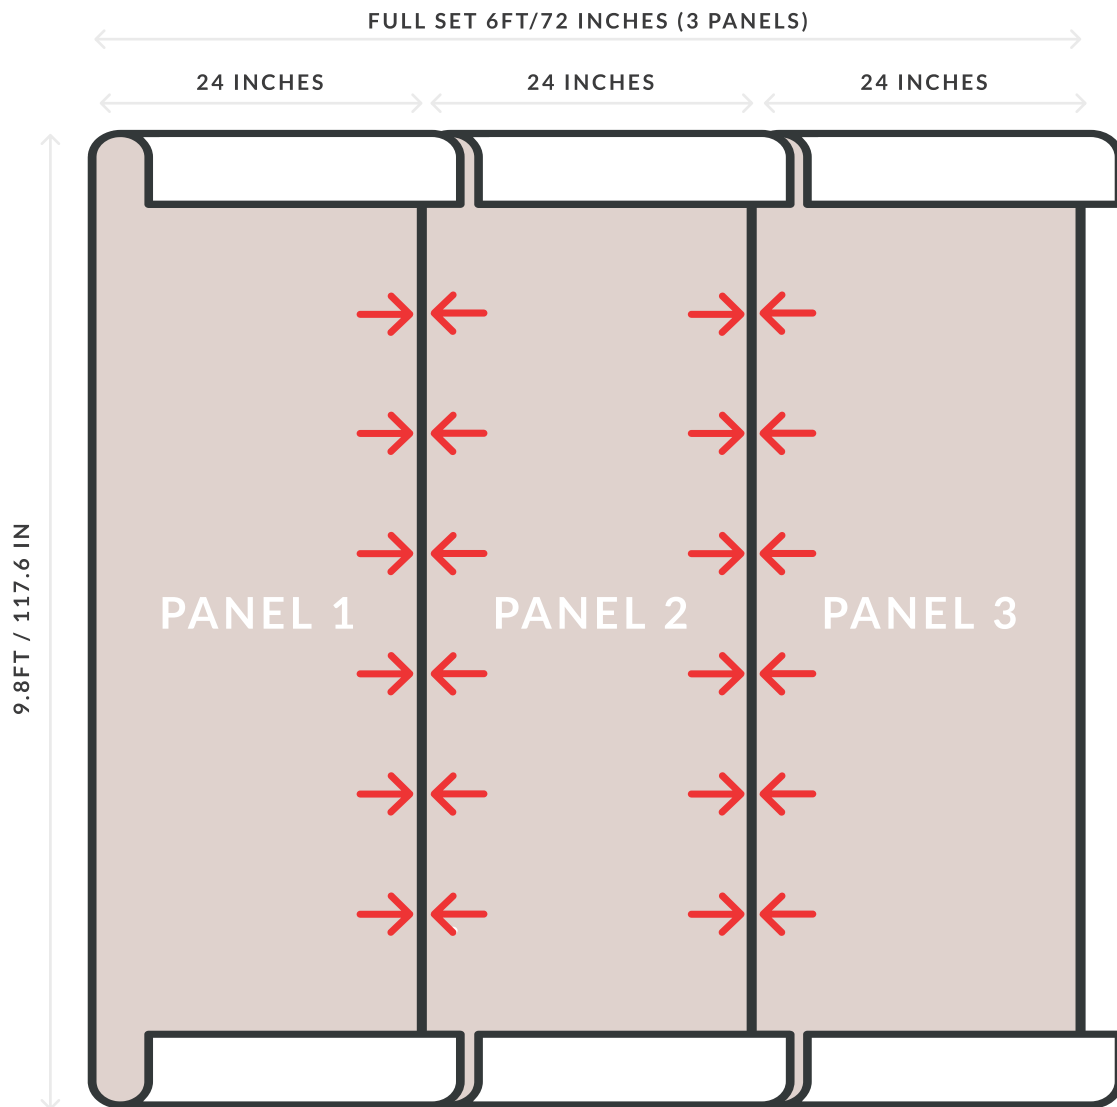 FULL SET 6FT/72 INCHES (3 PANELS)
24 INCHES
24 INCHES
24 INCHES
9.8FT / 117.6 IN
PANEL 1
PANEL 2
PANEL 3